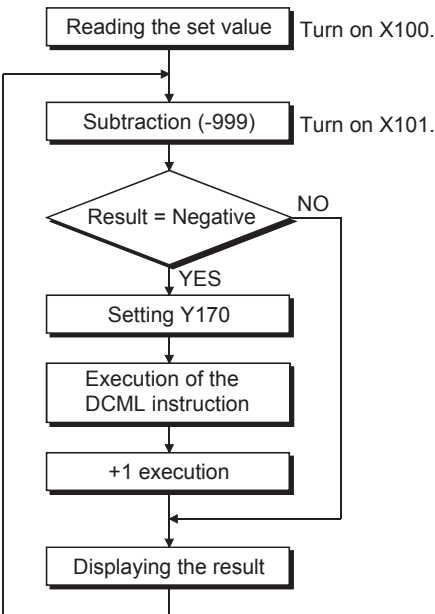 Reading the set value
Turn on X100.
Subtraction (-999)
Turn on X101.
Result = Negative
NO
YES
Setting Y170
Execution of the
DCML instruction
+1 execution
Displaying the result